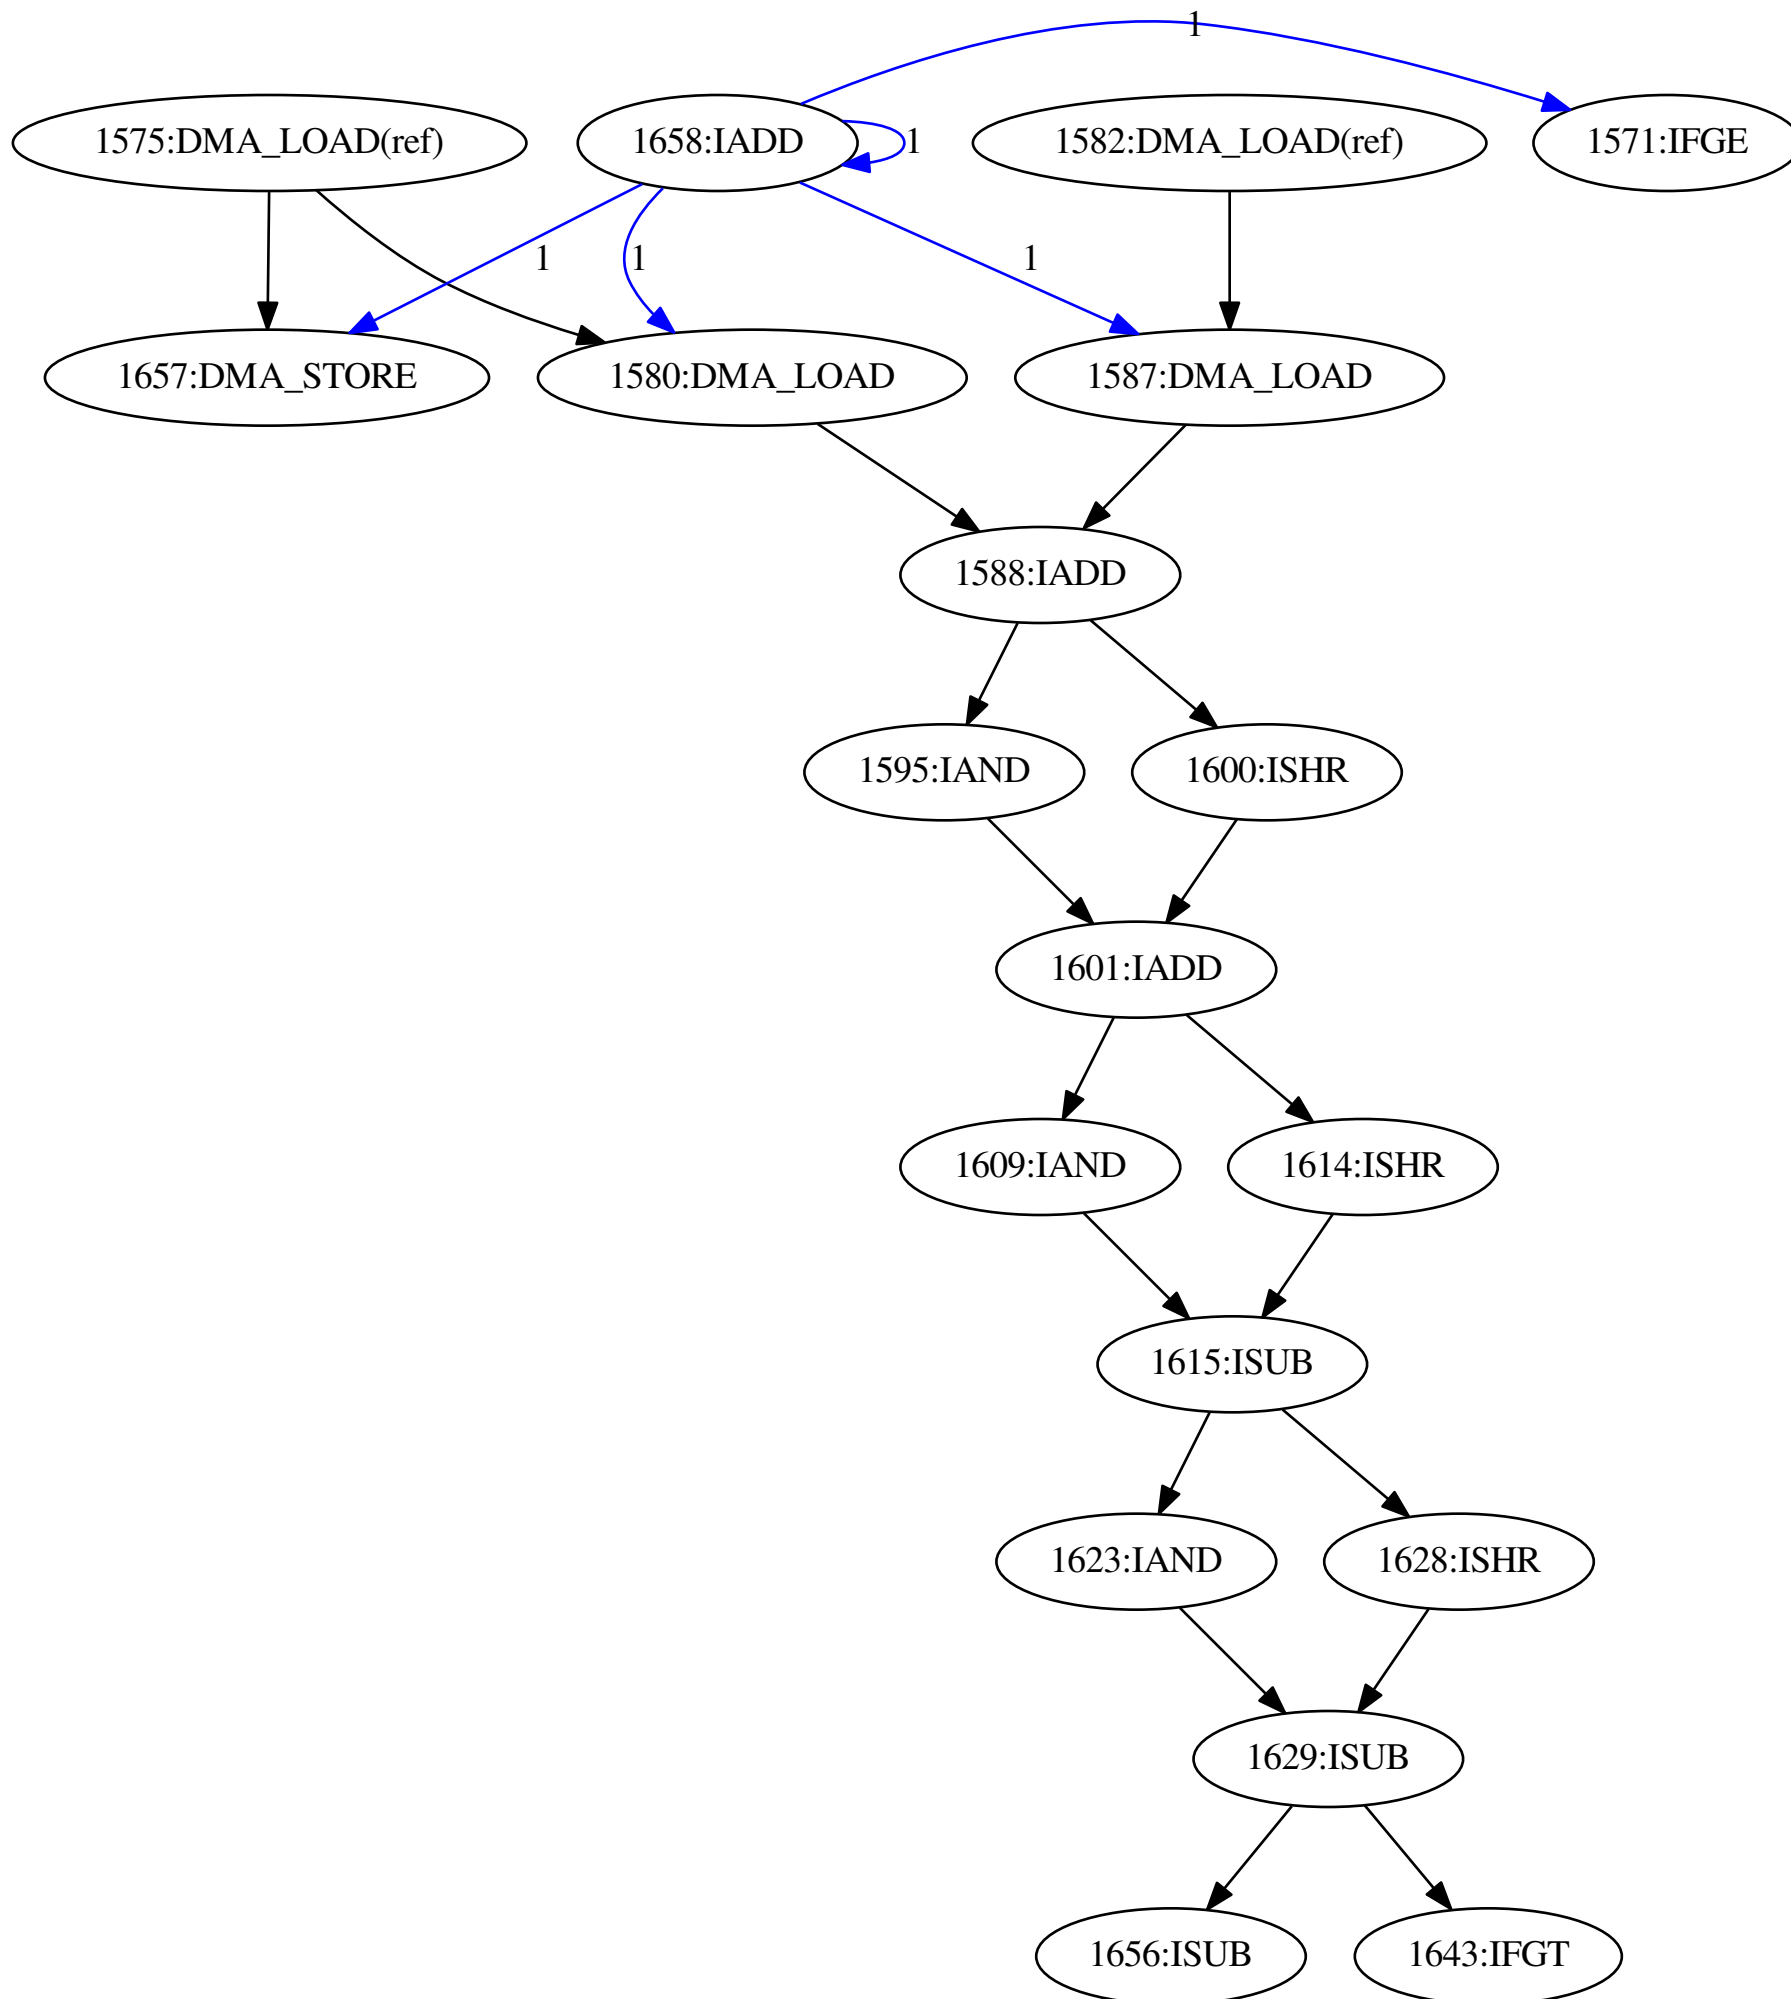 1
1575:DMA_LOAD(ref)
1658:IADD
1
1582:DMA_LOAD(ref)
1571:IFGE
1
1
1
1657:DMA_STORE
1580:DMA_LOAD
1587:DMA_LOAD
1588:IADD
1595:IAND
1600:ISHR
1601:IADD
1609:IAND
1614:ISHR
1615:ISUB
1623:IAND
1628:ISHR
1629:ISUB
1656:ISUB
1643:IFGT